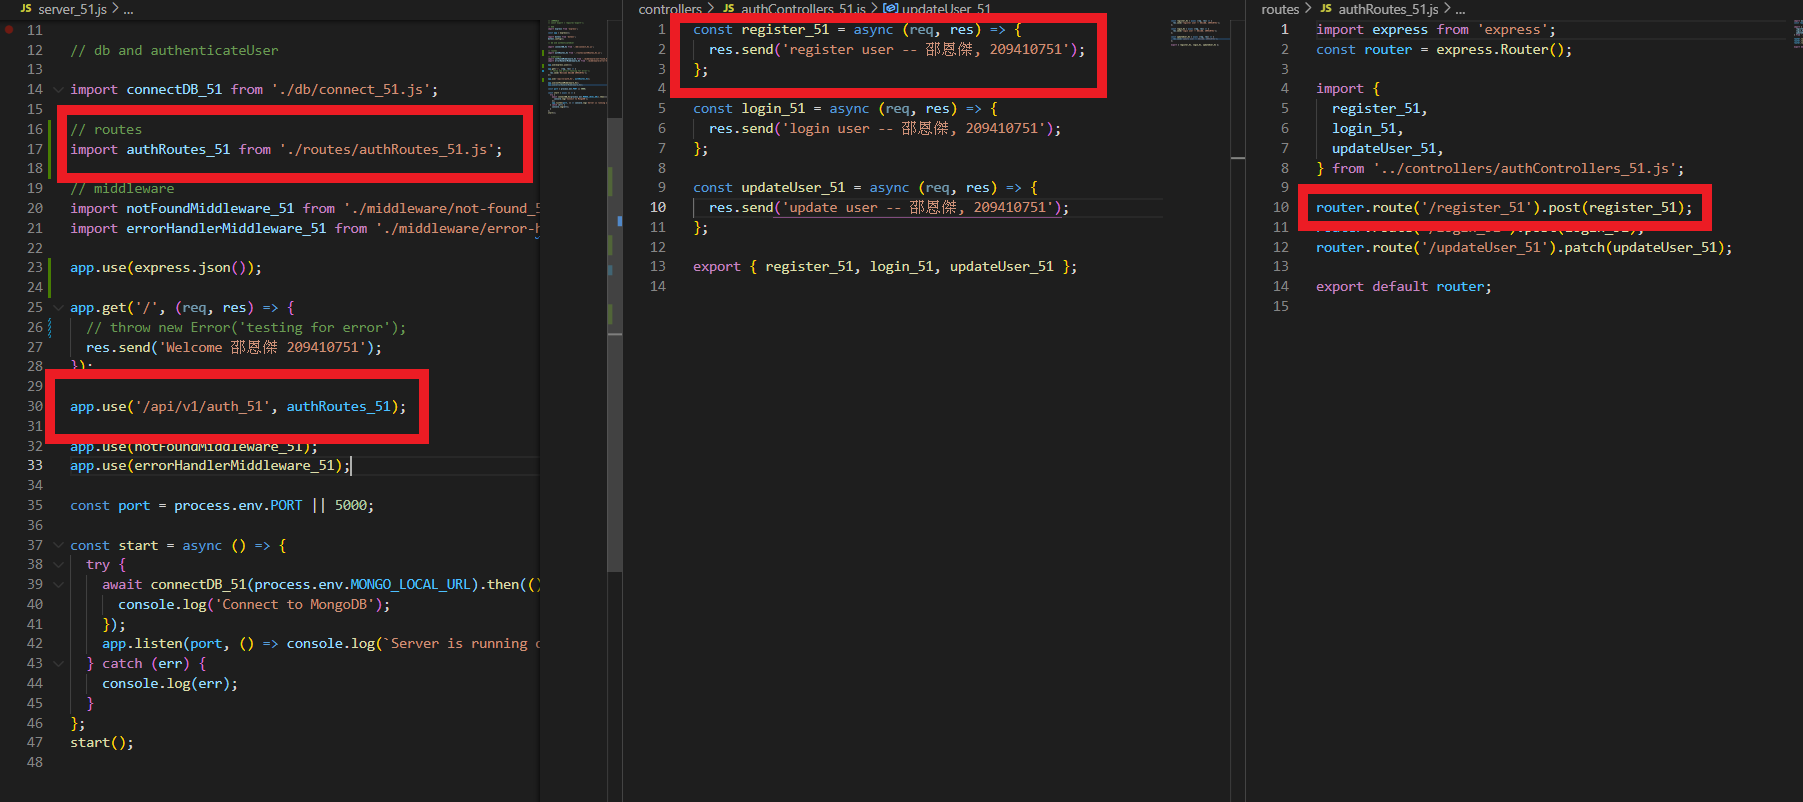 JS server_51.js > ...
11
12 // db and authenticateUser
13
14 import connectDB_51 from './db/connect_51.js';
15
16 // routes
17 import authRoutes_51 from './routes/authRoutes_51.js';
18
19 // middleware
20 import notFoundMiddleware_51 from './middleware/not-found_5
21 import errorHandlerMiddleware_51 from './middleware/error-h
22
23 app.use(express.json());
24
25 app.get('/', (req, res) => {
26 // throw new Error('testing for error');
27 res.send('Welcome 邵恩傑 209410751');
28 });
29
30 app.use('/api/v1/auth_51', authRoutes_51);
31
32 app.use(notFoundMiddleware_51);
33 app.use(errorHandlerMiddleware_51);
34
35 const port = process.env.PORT || 5000;
36
37 const start = async () => {
38 try {
39 await connectDB_51(process.env.MONGO_LOCAL_URL).then(()
40 console.log('Connect to MongoDB');
41 });
42 app.listen(port, () => console.log(`Server is running o
43 } catch (err) {
44 console.log(err);
45 }
46 };
47 start();
48
controllers > JS authControllers_51.js > updateUser_51
1 const register_51 = async (req, res) => {
2 res.send('register user -- 邵恩傑, 209410751');
3 };
4
5 const login_51 = async (req, res) => {
6 res.send('login user -- 邵恩傑, 209410751');
7 };
8
9 const updateUser_51 = async (req, res) => {
10 res.send('update user -- 邵恩傑, 209410751');
11 };
12
13 export { register_51, login_51, updateUser_51 };
14
routes > JS authRoutes_51.js > ...
1 import express from 'express';
2 const router = express.Router();
3
4 import {
5 register_51,
6 login_51,
7 updateUser_51,
8 } from '../controllers/authControllers_51.js';
9
10 router.route('/register_51').post(register_51);
11 router.route('/login_51').post(login_51);
12 router.route('/updateUser_51').patch(updateUser_51);
13
14 export default router;
15